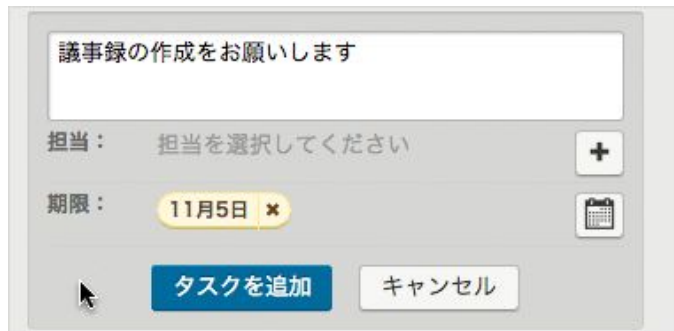 議事録の作成をお願いします
担当：
担当を選択してください
期限：
11月5日
タスクを追加
キャンセル